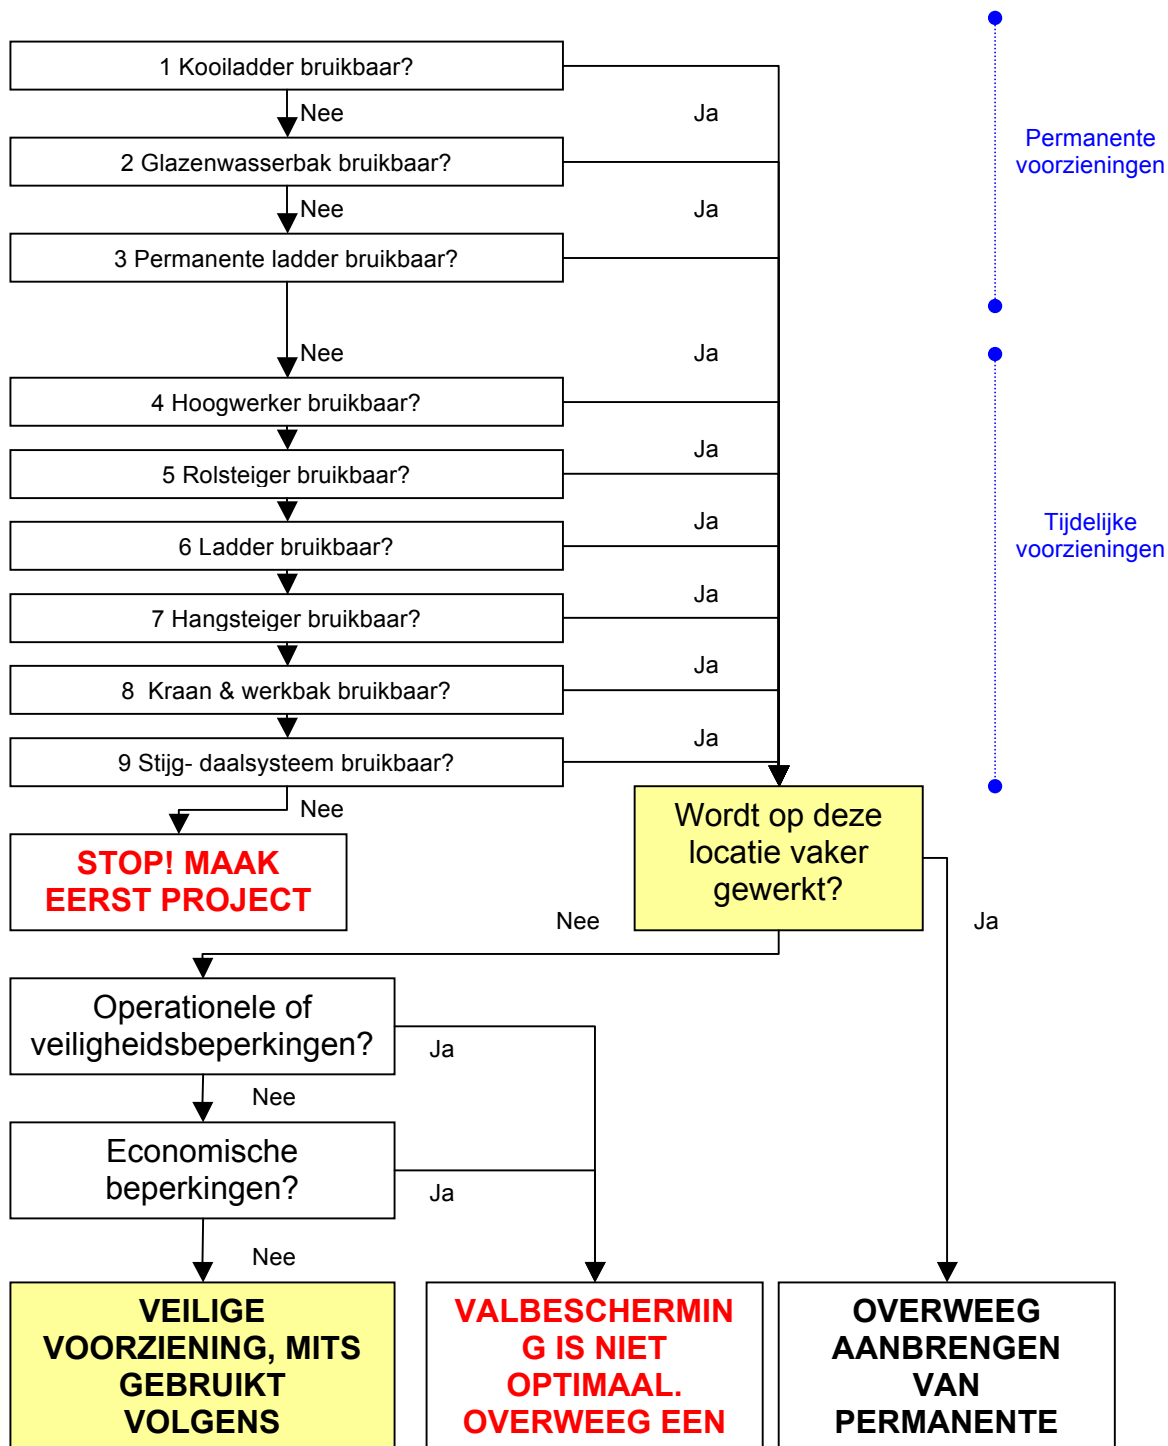 1 Kooiladder bruikbaar?
Nee
Ja
2 Glazenwasserbak bruikbaar?
Nee
Ja
3 Permanente ladder bruikbaar?
Permanente
voorzieningen
Nee
Ja
4 Hoogwerker bruikbaar?
Ja
5 Rolsteiger bruikbaar?
Ja
6 Ladder bruikbaar?
Tijdelijke
voorzieningen
Ja
7 Hangsteiger bruikbaar?
Ja
8 Kraan & werkbak bruikbaar?
Ja
9 Stijg- daalsysteem bruikbaar?
Nee
STOP! MAAK
EERST PROJECT
Wordt op deze
locatie vaker
gewerkt?
Nee
Ja
Operationele of
veiligheidsbeperkingen?
Ja
Nee
Economische
beperkingen?
Ja
Nee
VEILIGE
VOORZIENING, MITS
GEBRUIKT
VOLGENS
VALBESCHERMIN
G IS NIET
OPTIMAAL.
OVERWEEG EEN
OVERWEEG
AANBRENGEN
VAN
PERMANENTE